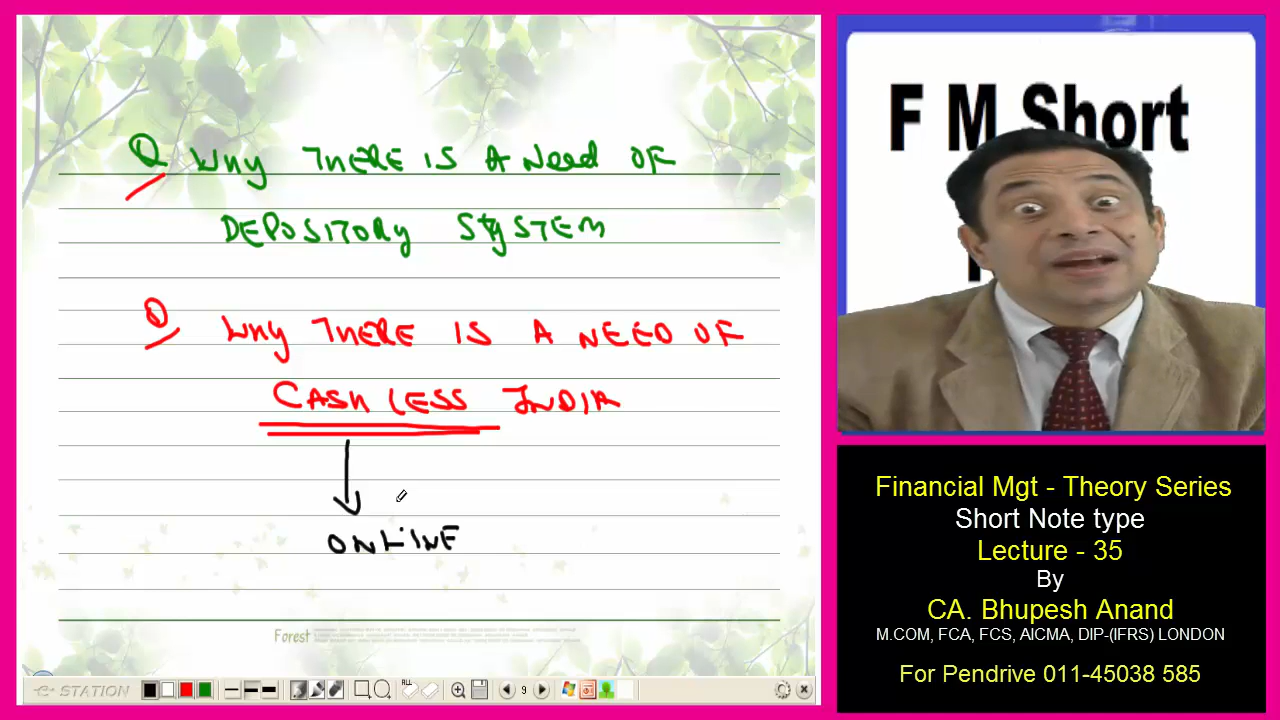 Q Why THERE IS A Need OF
DEPOSITORY SYSTEM
Q Why THERE IS A NEED OF
CASHLESS INDIA
ONLINE
Forest
e-STATION
ALL
9
F M Short
Financial Mgt - Theory Series
Short Note type
Lecture - 35
By
CA. Bhupesh Anand
M.COM, FCA, FCS, AICMA, DIP-(IFRS) LONDON
For Pendrive 011-45038 585